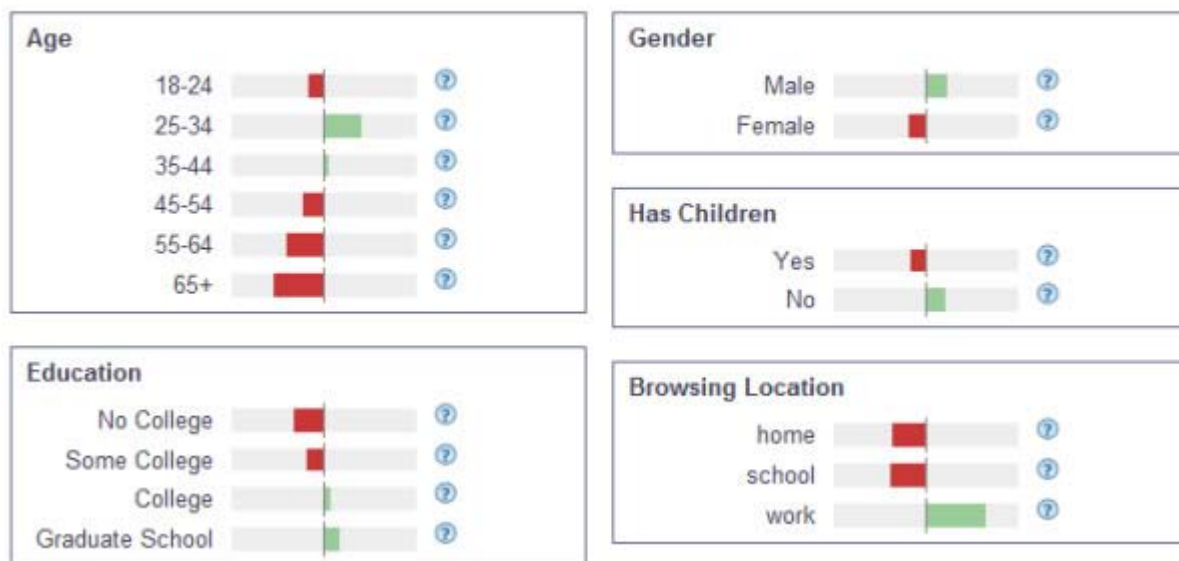 Age
18-24 ?
25-34 ?
35-44 ?
45-54 ?
55-64 ?
65+ ?
Education
No College ?
Some College ?
College ?
Graduate School ?
Gender
Male ?
Female ?
Has Children
Yes ?
No ?
Browsing Location
home ?
school ?
work ?